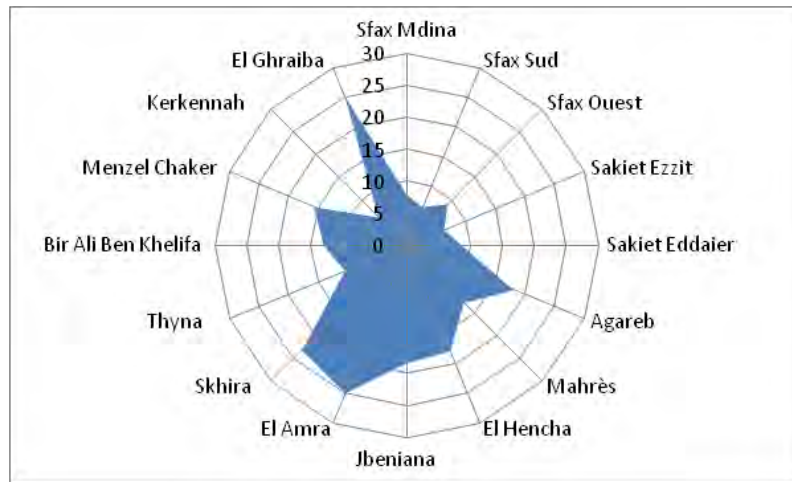 Sfax Mdina
Sfax Sud
Sfax Ouest
Sakiet Ezzit
Sakiet Eddaier
Agareb
Mahrès
El Hencha
Jbeniana
El Amra
Skhira
Thyna
Bir Ali Ben Khelifa
Menzel Chaker
Kerkennah
El Ghraiba
30
25
20
15
10
5
0